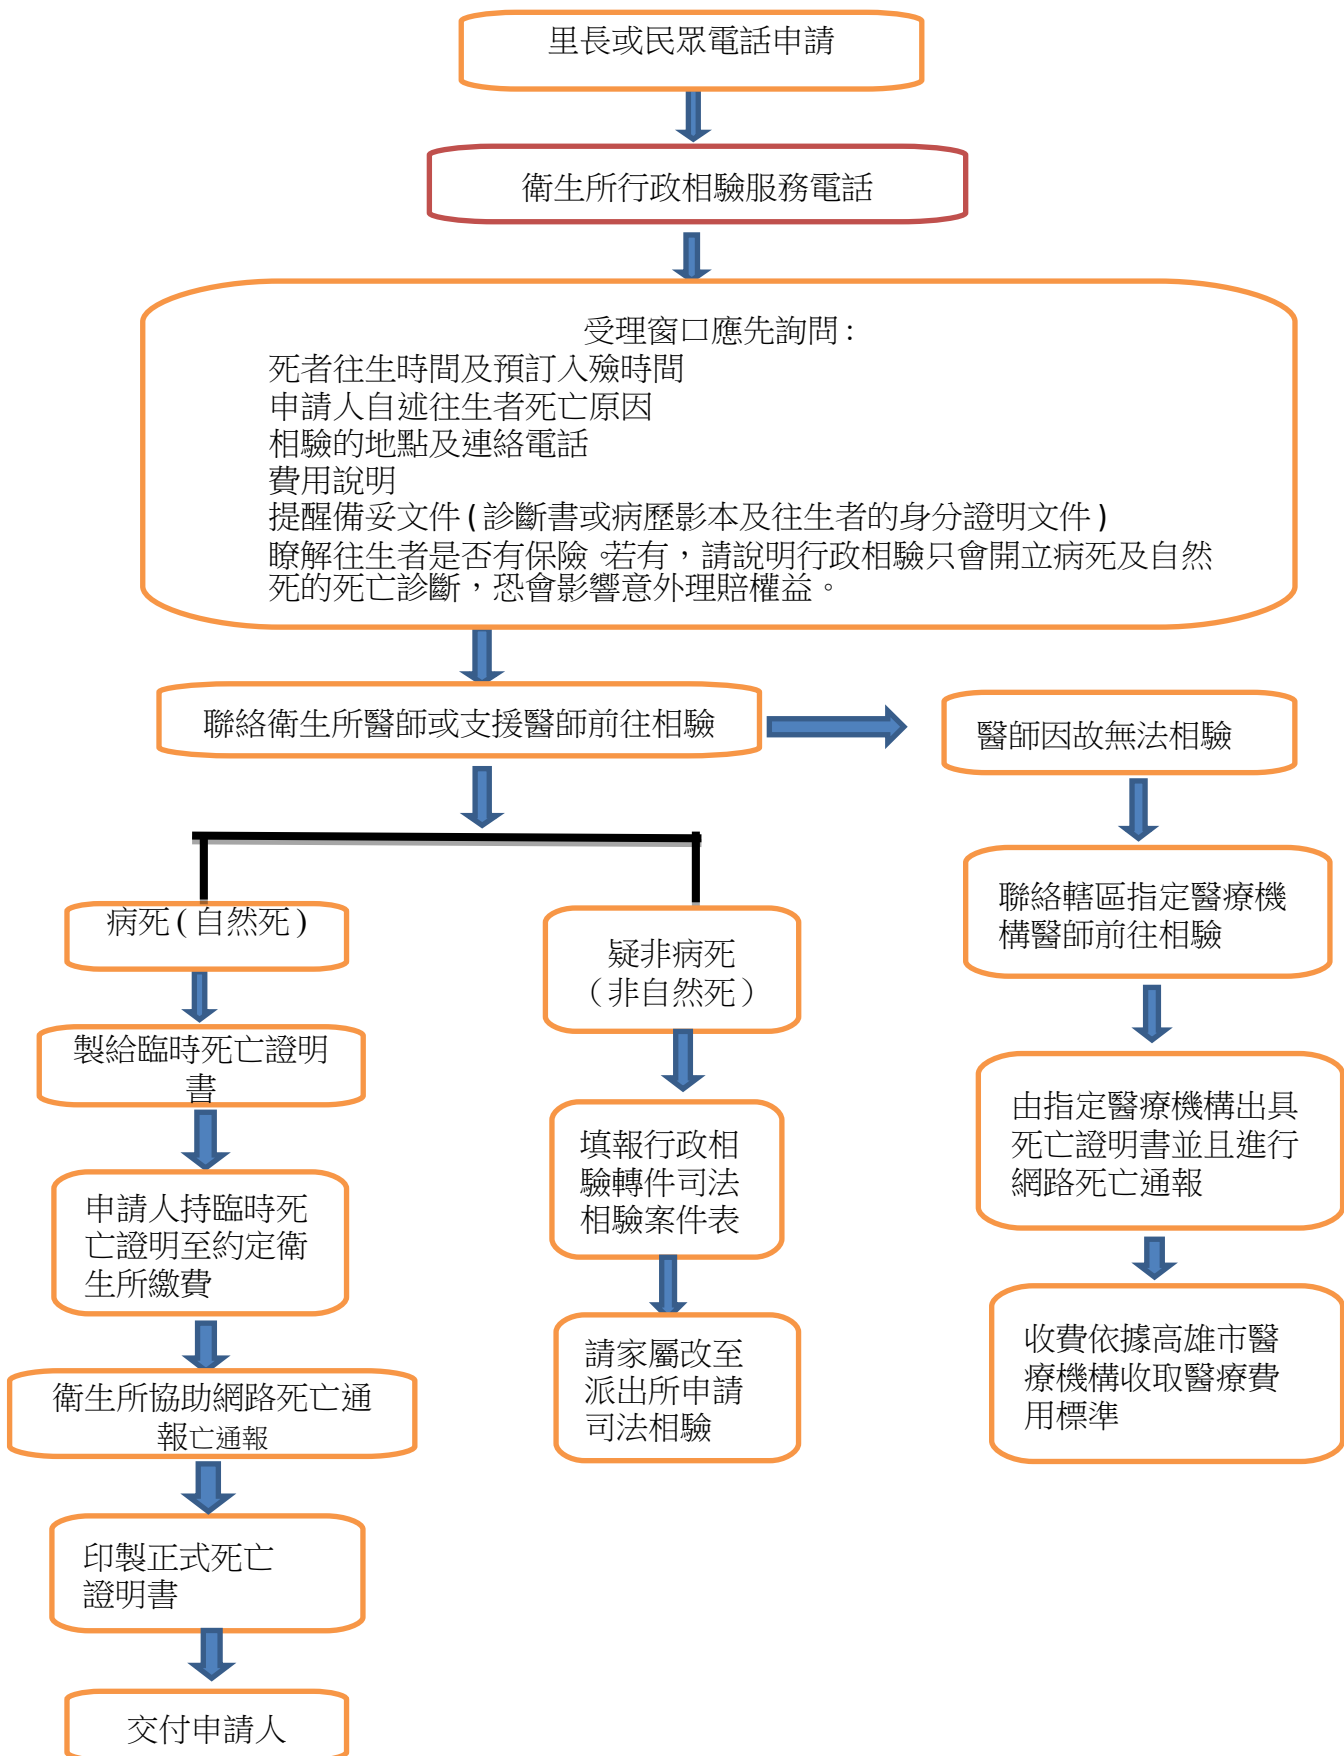 里長或民眾電話申請
衛生所行政相驗服務電話
受理窗口應先詢問:
死者往生時間及預訂入殮時間
申請人自述往生者死亡原因
相驗的地點及連絡電話
費用說明
提醒備妥文件(診斷書或病歷影本及往生者的身分證明文件)
瞭解往生者是否有保險。若有，請說明行政相驗只會開立病死及自然
死的死亡診斷，恐會影響意外理賠權益。
聯絡衛生所醫師或支援醫師前往相驗
醫師因故無法相驗
病死(自然死)
製給臨時死亡證明
書
申請人持臨時死
亡證明至約定衛
生所繳費
衛生所協助網路死亡通
報亡通報
印製正式死亡
證明書
交付申請人
疑非病死
（非自然死）
填報行政相
驗轉件司法
相驗案件表
請家屬改至
派出所申請
司法相驗
聯絡轄區指定醫療機
構醫師前往相驗
由指定醫療機構出具
死亡證明書並且進行
網路死亡通報
收費依據高雄市醫
療機構收取醫療費
用標準